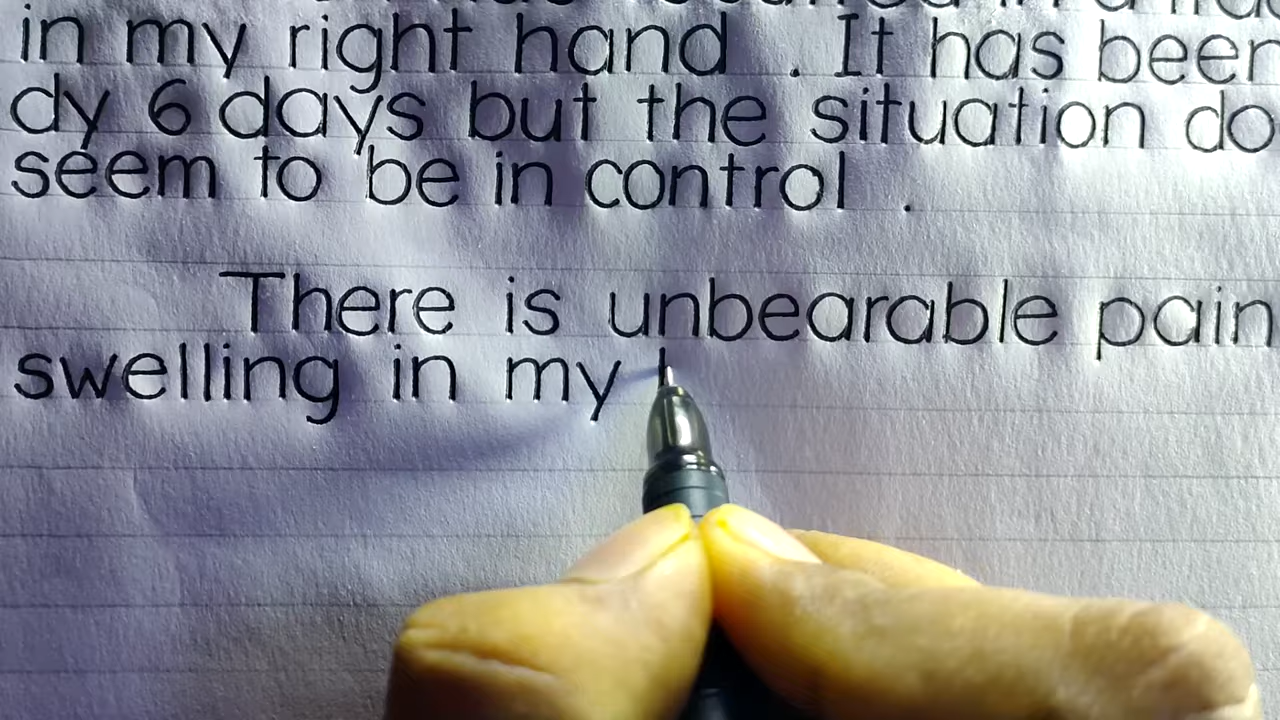 in my right hand . It has been
dy 6 days but the situation do
seem to be in control .
There is unbearable pain
swelling in my